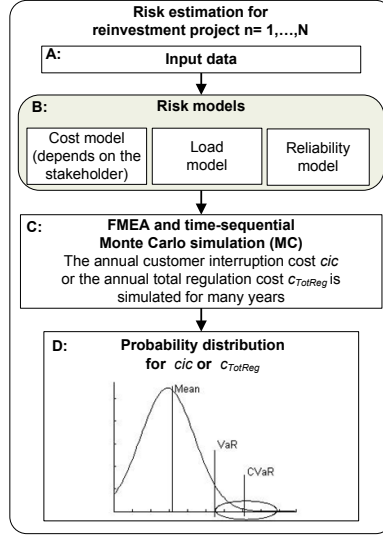 Risk estimation for
reinvestment project n= 1,...,N
A:
Input data
B:
Risk models
Cost model
(depends on the
stakeholder)
Load
model
Reliability
model
C:
FMEA and time-sequential
Monte Carlo simulation (MC)
The annual customer interruption cost cic
or the annual total regulation cost cTotReg is
simulated for many years
D:
Probability distribution
for cic or cTotReg
Mean
VaR
CVaR